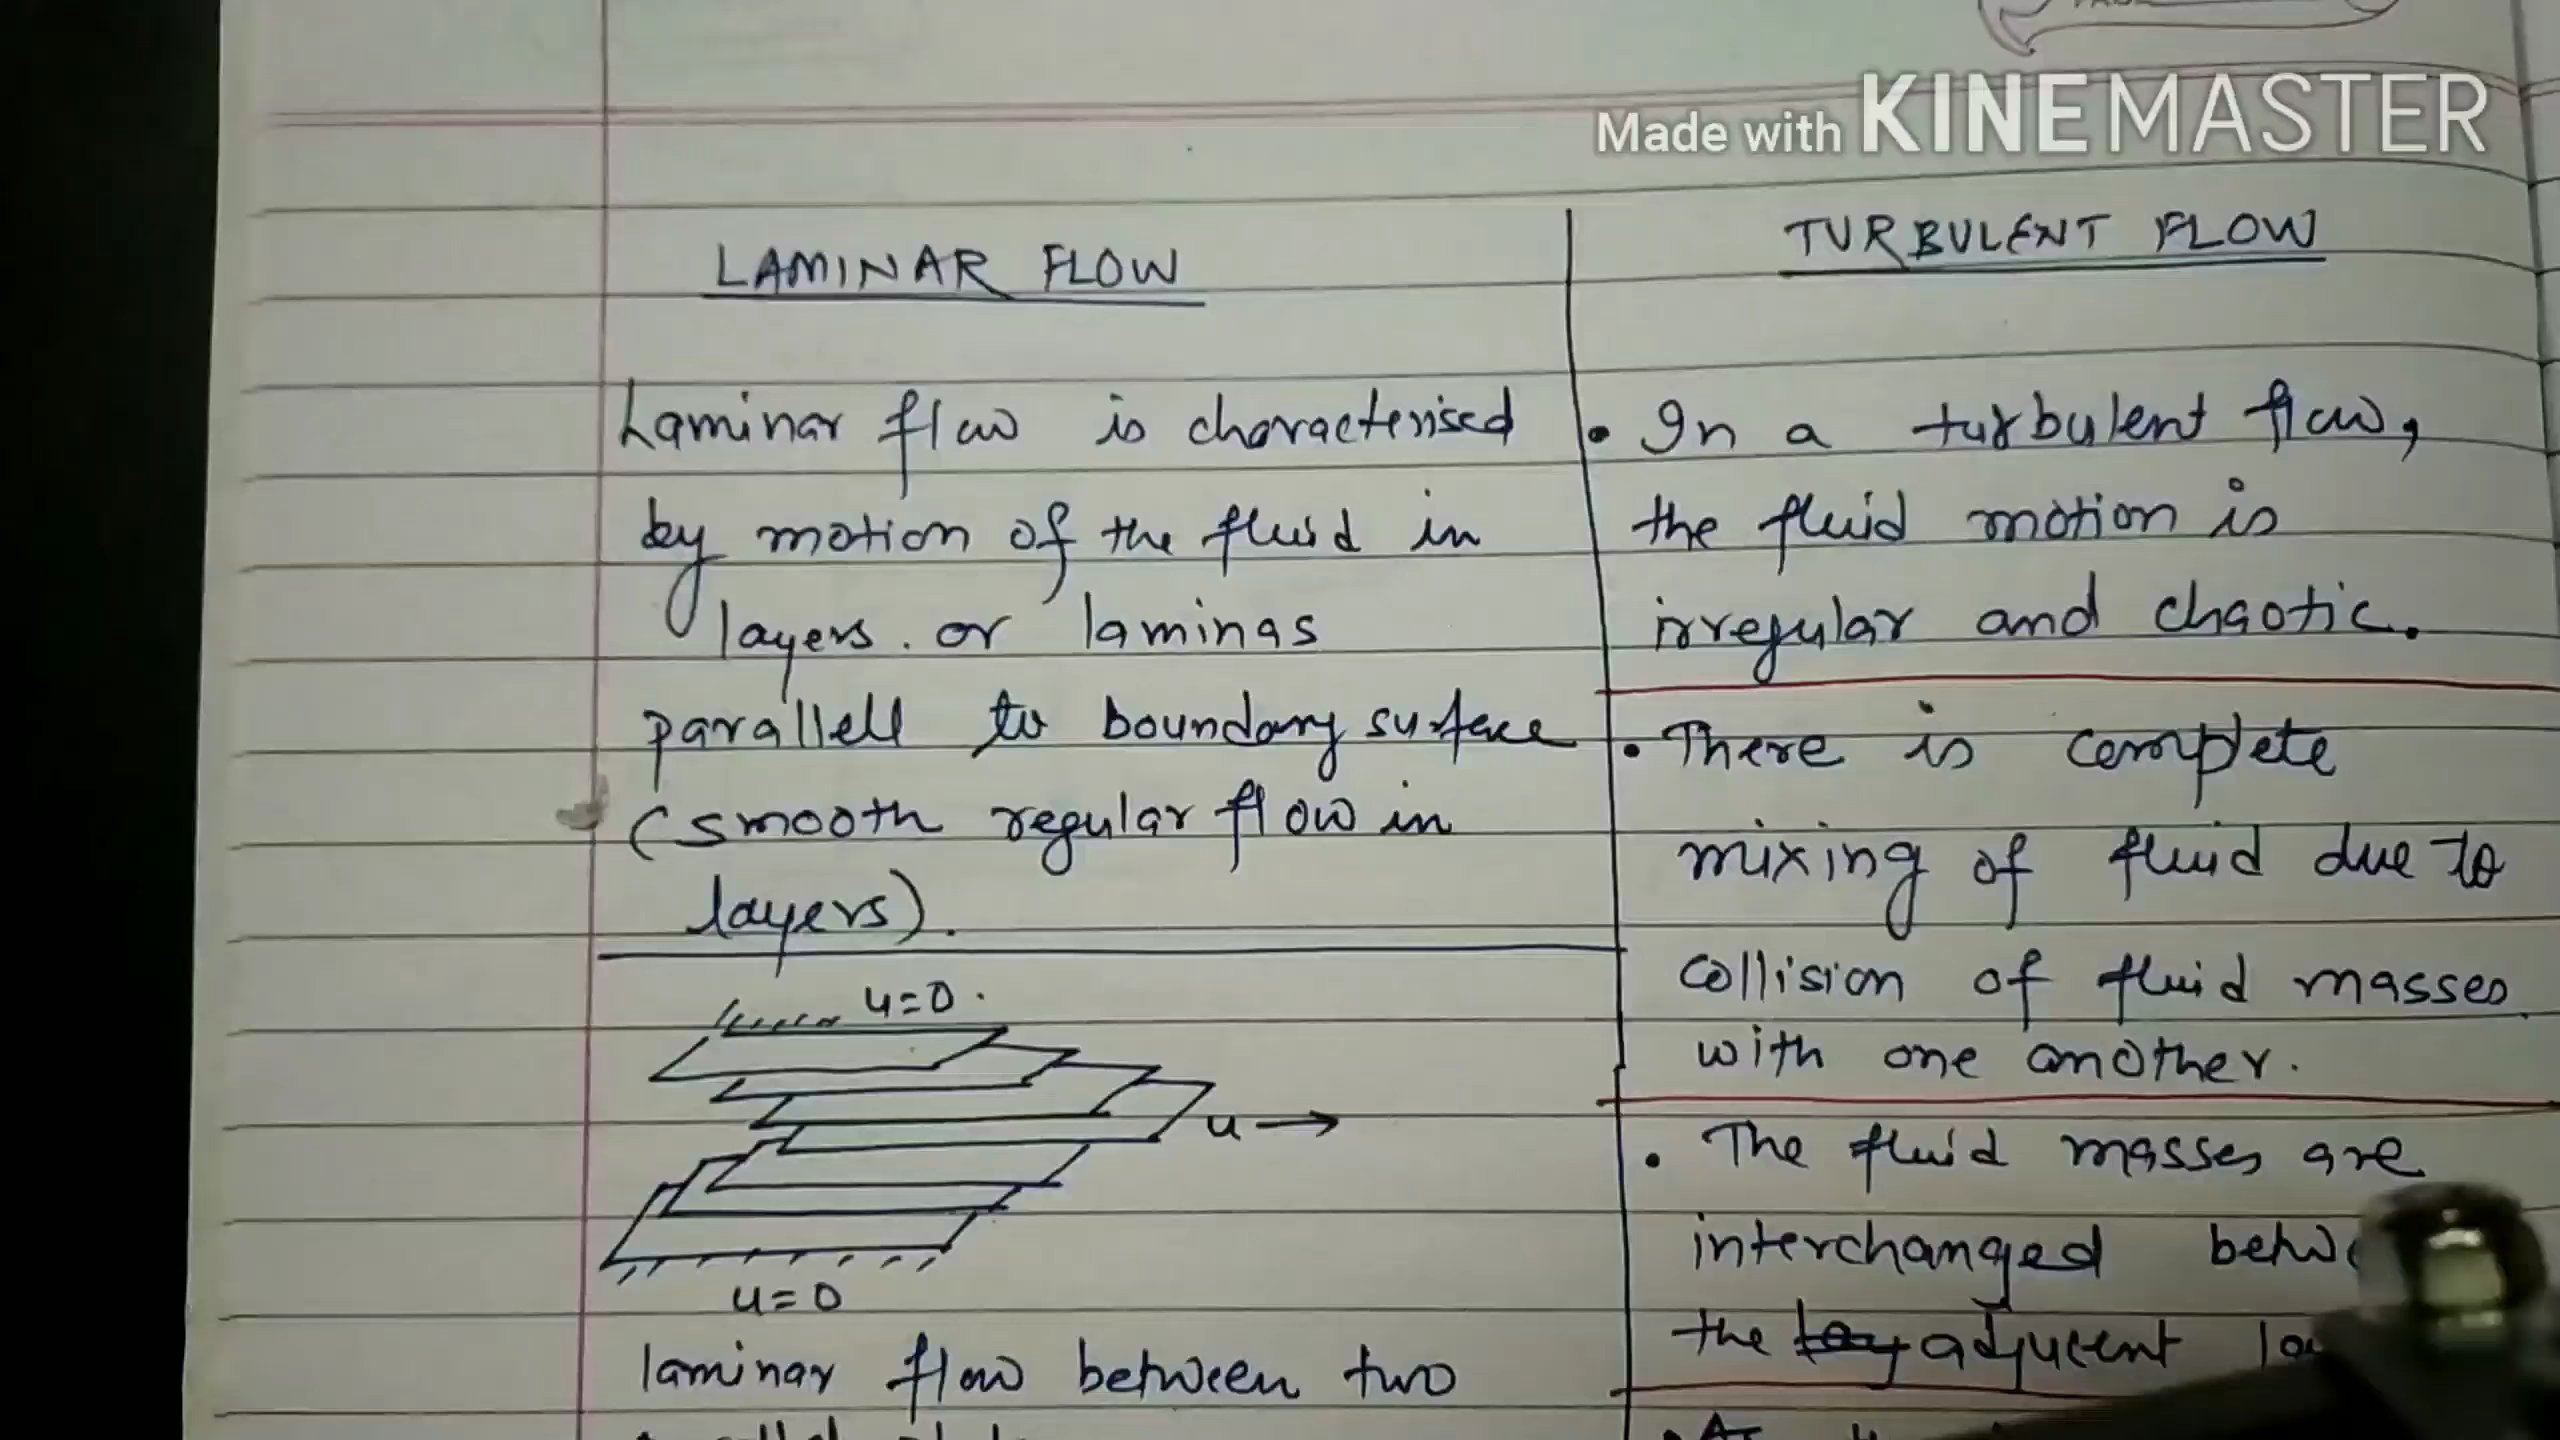 Made with KINEMASTER
LAMINAR FLOW
Laminar flow is characterised
by motion of the fluid in
layers. or laminas
parallell to boundary surface
(smooth regular flow in
layers).
u=0.
u →
u=0
laminar flow between two
TURBULENT FLOW
• In a turbulent flow,
the fluid motion is
irregular and chaotic.
• There is complete
mixing of fluid due to
collision of fluid masses
with one another.
• The fluid masses are
interchanged
the adjucent